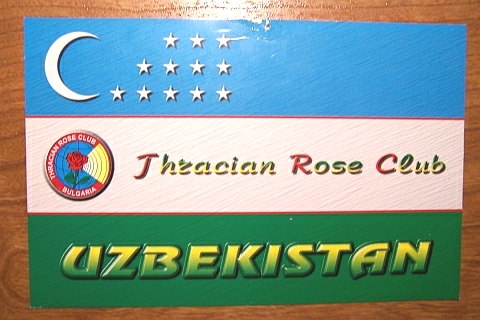 THRACIAN ROSE CLUB
BULGARIA
Thracian Rose Club
UZBEKISTAN